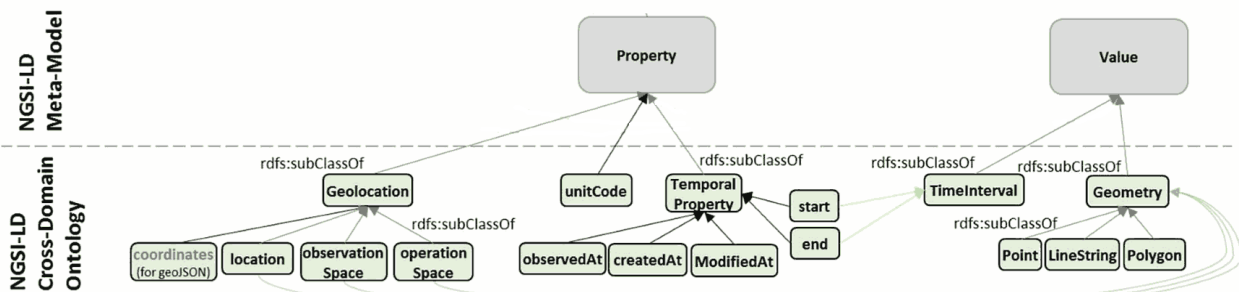 NGSI-LD
Meta-Model
Property
Value
NGSI-LD
Cross-Domain
Ontology
rdfs:subClassOf
rdfs:subClassOf
rdfs:subClassOf
rdfs:subClassOf
Geolocation
unitCode
Temporal
Property
start
TimeInterval
Geometry
rdfs:subClassOf
rdfs:subClassOf
end
coordinates
(for geoJSON)
location
observation
Space
operation
Space
observedAt
createdAt
ModifiedAt
Point
LineString
Polygon